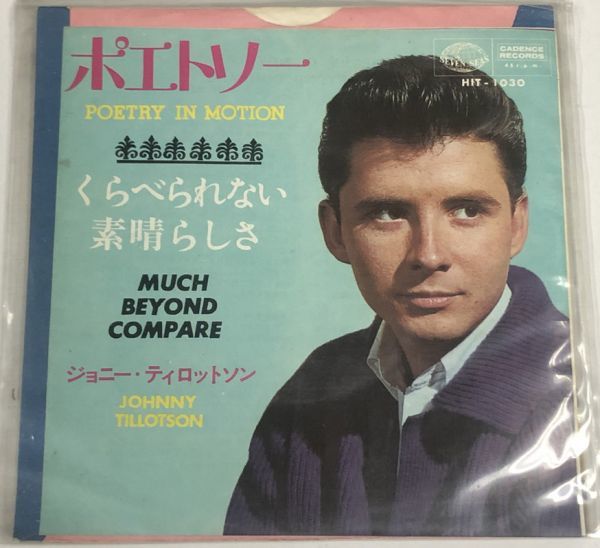 ポエトリー
POETRY IN MOTION
くらべられない
素晴らしさ
MUCH
BEYOND
COMPARE
ジョニー・ティロットソン
JOHNNY
TILLOTSON
SEVEN SEAS
CADENCE
RECORDS
45 r.p.m.
HIT-1030